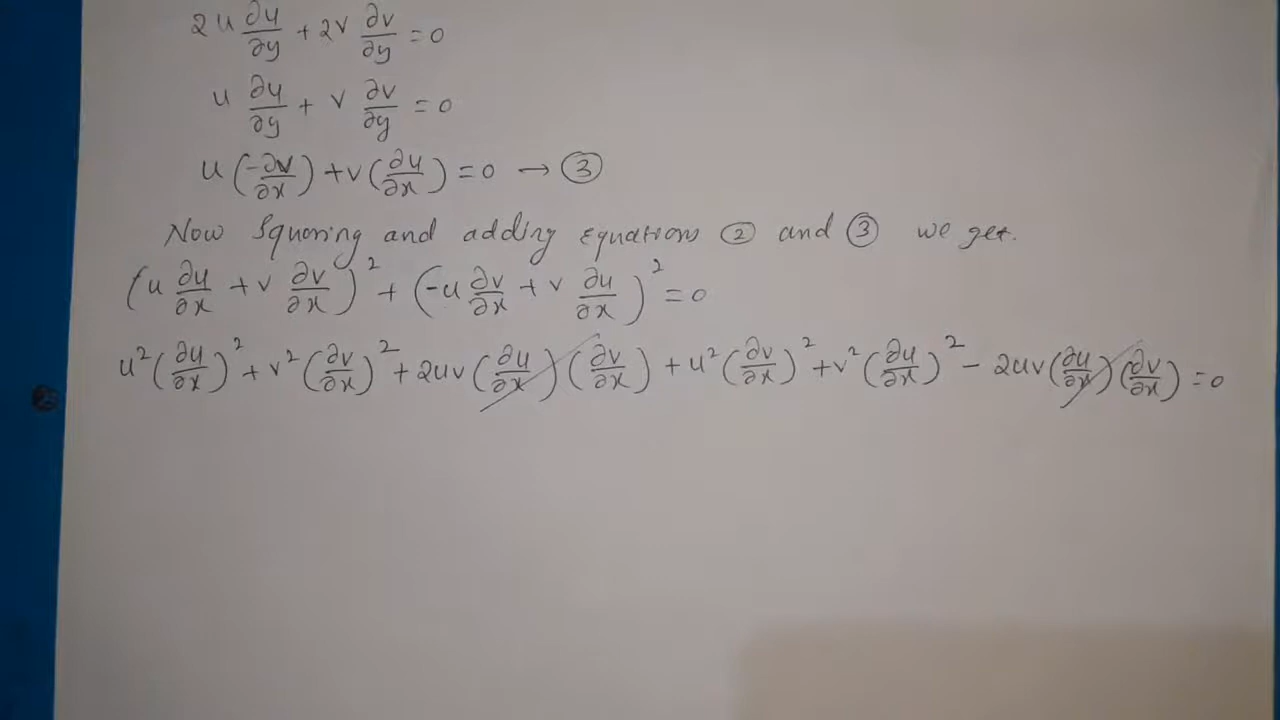 2u ∂u/∂y + 2v ∂v/∂y = 0
u ∂u/∂y + v ∂v/∂y = 0
u(-∂v/∂x) + v(∂u/∂x) = 0 → ③
Now Squaring and adding equations ② and ③ we get.
(u ∂u/∂x + v ∂v/∂x)² + (-u ∂v/∂x + v ∂u/∂x)² = 0
u²(∂u/∂x)² + v²(∂v/∂x)² + 2uv(∂u/∂x)(∂v/∂x) + u²(∂v/∂x)² + v²(∂u/∂x)² - 2uv(∂u/∂x)(∂v/∂x) = 0